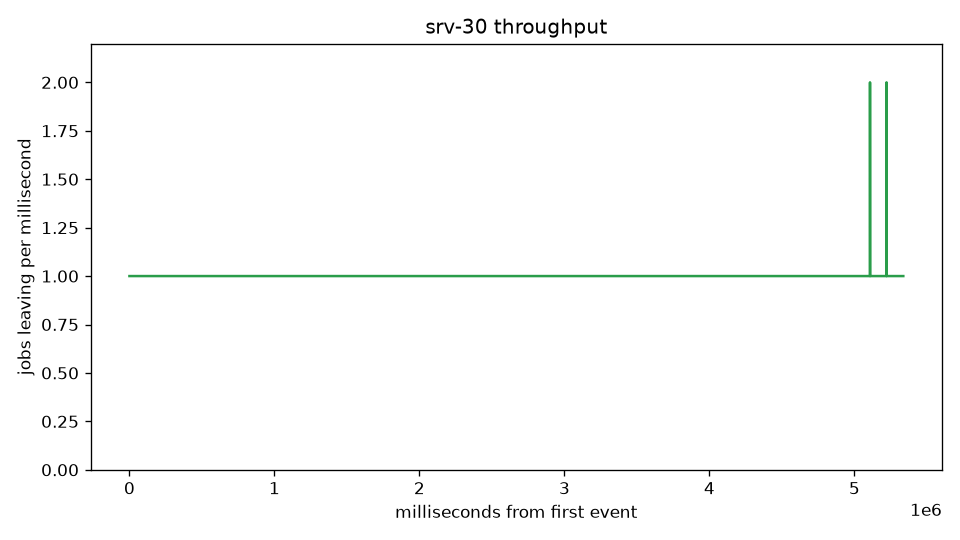 srv-30 throughput
jobs leaving per millisecond
2.00
1.75
1.50
1.25
1.00
0.75
0.50
0.25
0.00
0 1 2 3 4 5
1e6
milliseconds from first event